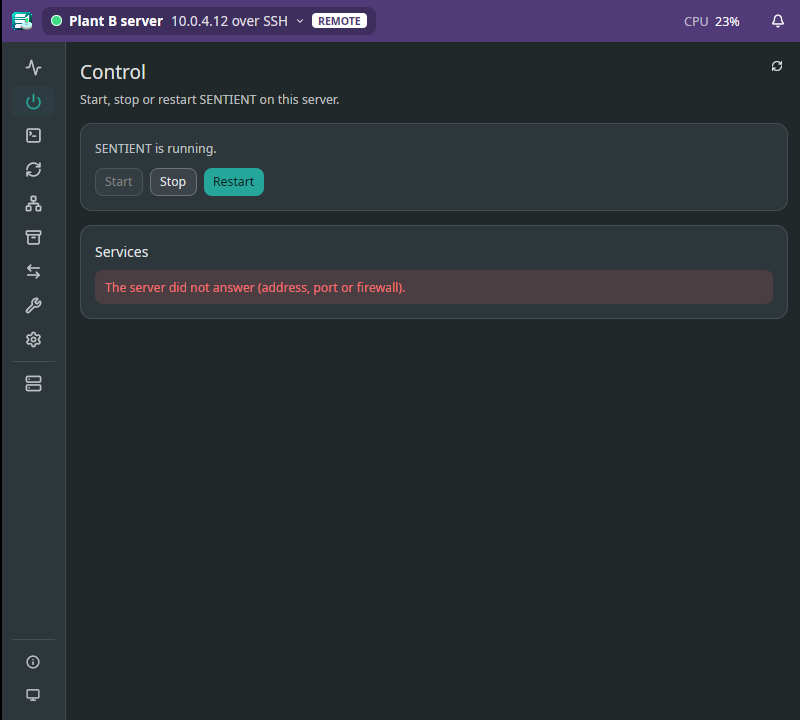 Plant B server 10.0.4.12 over SSH REMOTE CPU 23%
Control
Start, stop or restart SENTIENT on this server.
SENTIENT is running.
Start Stop Restart
Services
The server did not answer (address, port or firewall).